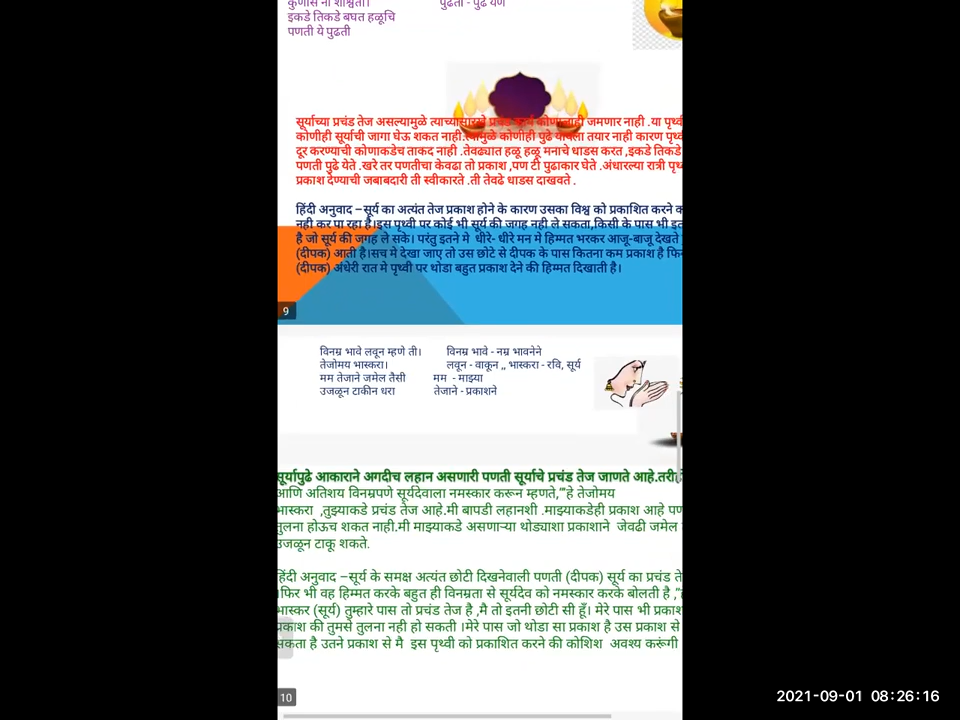 इकडे तिकडे बघत हळूचि
पणती ये पुढती
पुढती - पुढे येणे
सूर्याच्या प्रचंड तेज असल्यामुळे त्याच्यासारखे प्रचंड कार्य कोणालाही जमणार नाही .या पृथ्वी
कोणीही सूर्याची जागा घेऊ शकत नाही.त्यामुळे कोणीही पुढे यायला तयार नाही कारण पृथ्वी
दूर करण्याची कोणाकडेच ताकद नाही .तेवढ्यात हळू हळू मनाचे धाडस करत ,इकडे तिकडे
पणती पुढे येते .खरे तर पणतीचा केवढा तो प्रकाश ,पण टी पुढाकार घेते .अंधारल्या रात्री पृथ
प्रकाश देण्याची जबाबदारी ती स्वीकारते .ती तेवढे धाडस दाखवते .
हिंदी अनुवाद –सूर्य का अत्यंत तेज प्रकाश होने के कारण उसका विश्व को प्रकाशित करने क
नही कर पा रहा है।इस पृथ्वी पर कोई भी सूर्य की जगह नही ले सकता,किसी के पास भी इत
है जो सूर्य की जगह ले सके। परंतु इतने मे धीरे- धीरे मन मे हिम्मत भरकर आजू-बाजू देखते
(दीपक) आती है।सच मे देखा जाए तो उस छोटे से दीपक के पास कितना कम प्रकाश है फि
(दीपक) अंधेरी रात मे पृथ्वी पर थोडा बहुत प्रकाश देने की हिम्मत दिखाती है।
9
विनम्र भावे लवून म्हणे ती। विनम्र भावे - नम्र भावनेने
तेजोमय भास्करा। लवून - वाकून ,, भास्करा - रवि, सूर्य
मम तेजाने जमेल तैसी मम - माझ्या
उजळून टाकीन धरा तेजाने - प्रकाशने
सूर्यापुढे आकाराने अगदीच लहान असणारी पणती सूर्याचे प्रचंड तेज जाणते आहे.तरी
आणि अतिशय विनम्रपणे सूर्यदेवाला नमस्कार करून म्हणते,"हे तेजोमय
भास्करा ,तुझ्याकडे प्रचंड तेज आहे.मी बापडी लहानशी .माझ्याकडेही प्रकाश आहे पण
तुलना होऊच शकत नाही.मी माझ्याकडे असणाऱ्या थोड्याशा प्रकाशाने जेवढी जमेल
उजळून टाकू शकते.
हिंदी अनुवाद –सूर्य के समक्ष अत्यंत छोटी दिखनेवाली पणती (दीपक) सूर्य का प्रचंड ते
।फिर भी वह हिम्मत करके बहुत ही विनम्रता से सूर्यदेव को नमस्कार करके बोलती है ,"
भास्कर (सूर्य) तुम्हारे पास तो प्रचंड तेज है ,मै तो इतनी छोटी सी हूँ। मेरे पास भी प्रकाश
प्रकाश की तुमसे तुलना नही हो सकती ।मेरे पास जो थोडा सा प्रकाश है उस प्रकाश से
सकता है उतने प्रकाश से मै इस पृथ्वी को प्रकाशित करने की कोशिश अवश्य करूंगी
10
2021-09-01 08:26:16